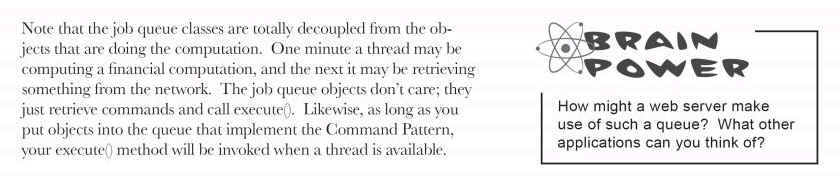 Note that the job queue classes are totally decoupled from the ob-
jects that are doing the computation.  One minute a thread may be
computing a financial computation, and the next it may be retrieving
something from the network.  The job queue objects don't care; they
just retrieve commands and call execute().  Likewise, as long as you
put objects into the queue that implement the Command Pattern,
your execute() method will be invoked when a thread is available.
BRAIN
POWER
How might a web server make
use of such a queue?  What other
applications can you think of?